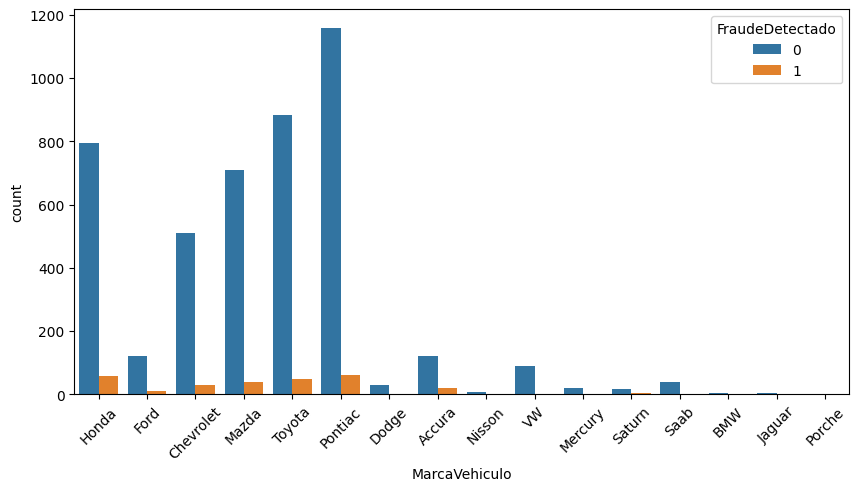 FraudeDetectado
0
1
1200
1000
800
600
400
200
0
count
Honda
Ford
Chevrolet
Mazda
Toyota
Pontiac
Dodge
Accura
Nisson
VW
Mercury
Saturn
Saab
BMW
Jaguar
Porche
MarcaVehiculo